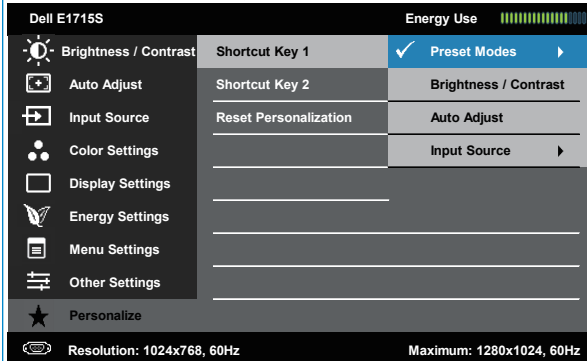 Dell E1715S Energy Use
Brightness / Contrast Shortcut Key 1 Preset Modes
Auto Adjust Shortcut Key 2 Brightness / Contrast
Input Source Reset Personalization Auto Adjust
Color Settings Input Source
Display Settings
Energy Settings
Menu Settings
Other Settings
Personalize
Resolution: 1024x768, 60Hz Maximum: 1280x1024, 60Hz